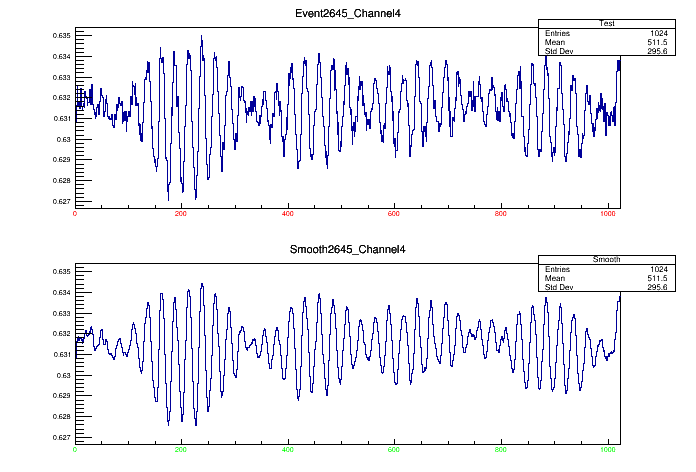 Event2645_Channel4
Test
Entries 1024
Mean 511.5
Std Dev 295.6
0.635
0.634
0.633
0.632
0.631
0.63
0.629
0.628
0.627
0 200 400 600 800 1000
Smooth2645_Channel4
Smooth
Entries 1024
Mean 511.5
Std Dev 295.6
0.635
0.634
0.633
0.632
0.631
0.63
0.629
0.628
0.627
0 200 400 600 800 1000